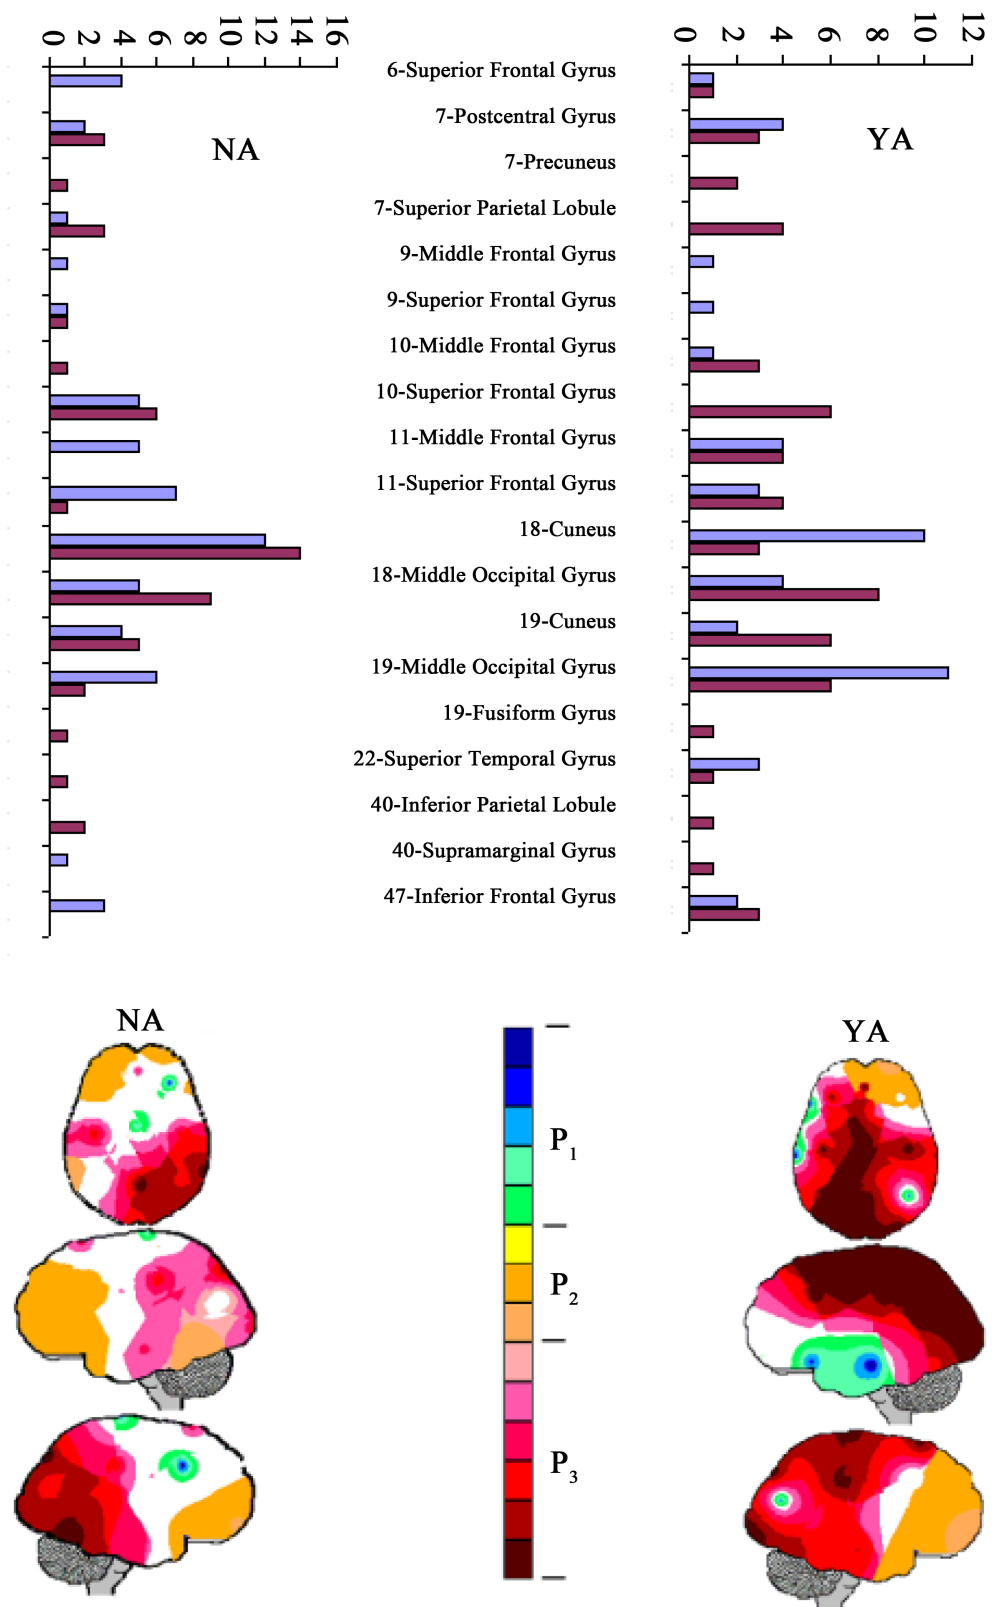 0 2 4 6 8 10 12 14 16
0 2 4 6 8 10 12
NA
YA
6-Superior Frontal Gyrus
7-Postcentral Gyrus
7-Precuneus
7-Superior Parietal Lobule
9-Middle Frontal Gyrus
9-Superior Frontal Gyrus
10-Middle Frontal Gyrus
10-Superior Frontal Gyrus
11-Middle Frontal Gyrus
11-Superior Frontal Gyrus
18-Cuneus
18-Middle Occipital Gyrus
19-Cuneus
19-Middle Occipital Gyrus
19-Fusiform Gyrus
22-Superior Temporal Gyrus
40-Inferior Parietal Lobule
40-Supramarginal Gyrus
47-Inferior Frontal Gyrus
NA
YA
P1
P2
P3